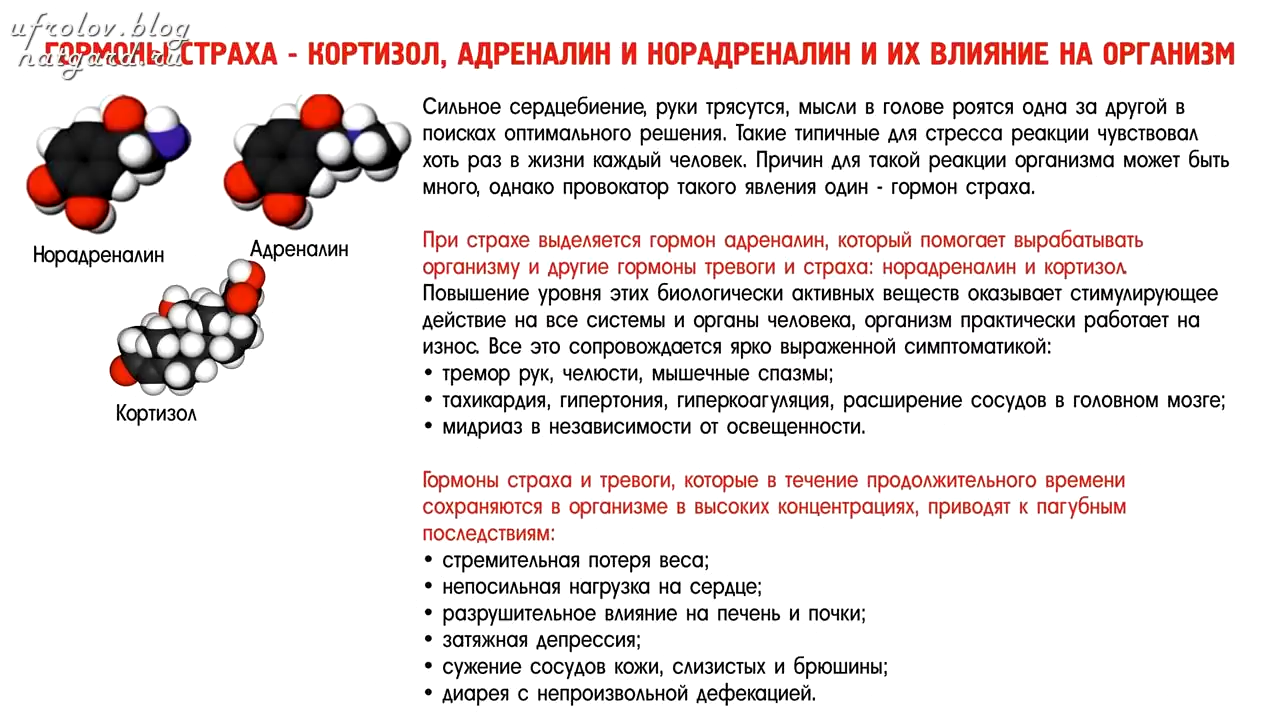 ufrolov.blog
natgard.ru
ГОРМОНЫ СТРАХА - КОРТИЗОЛ, АДРЕНАЛИН И НОРАДРЕНАЛИН И ИХ ВЛИЯНИЕ НА ОРГАНИЗМ
Норадреналин
Адреналин
Кортизол
Сильное сердцебиение, руки трясутся, мысли в голове роятся одна за другой в
поисках оптимального решения. Такие типичные для стресса реакции чувствовал
хоть раз в жизни каждый человек. Причин для такой реакции организма может быть
много, однако провокатор такого явления один - гормон страха.
При страхе выделяется гормон адреналин, который помогает вырабатывать
организму и другие гормоны тревоги и страха: норадреналин и кортизол.
Повышение уровня этих биологически активных веществ оказывает стимулирующее
действие на все системы и органы человека, организм практически работает на
износ. Все это сопровождается ярко выраженной симптоматикой:
• тремор рук, челюсти, мышечные спазмы;
• тахикардия, гипертония, гиперкоагуляция, расширение сосудов в головном мозге;
• мидриаз в независимости от освещенности.
Гормоны страха и тревоги, которые в течение продолжительного времени
сохраняются в организме в высоких концентрациях, приводят к пагубным
последствиям:
• стремительная потеря веса;
• непосильная нагрузка на сердце;
• разрушительное влияние на печень и почки;
• затяжная депрессия;
• сужение сосудов кожи, слизистых и брюшины;
• диарея с непроизвольной дефекацией.